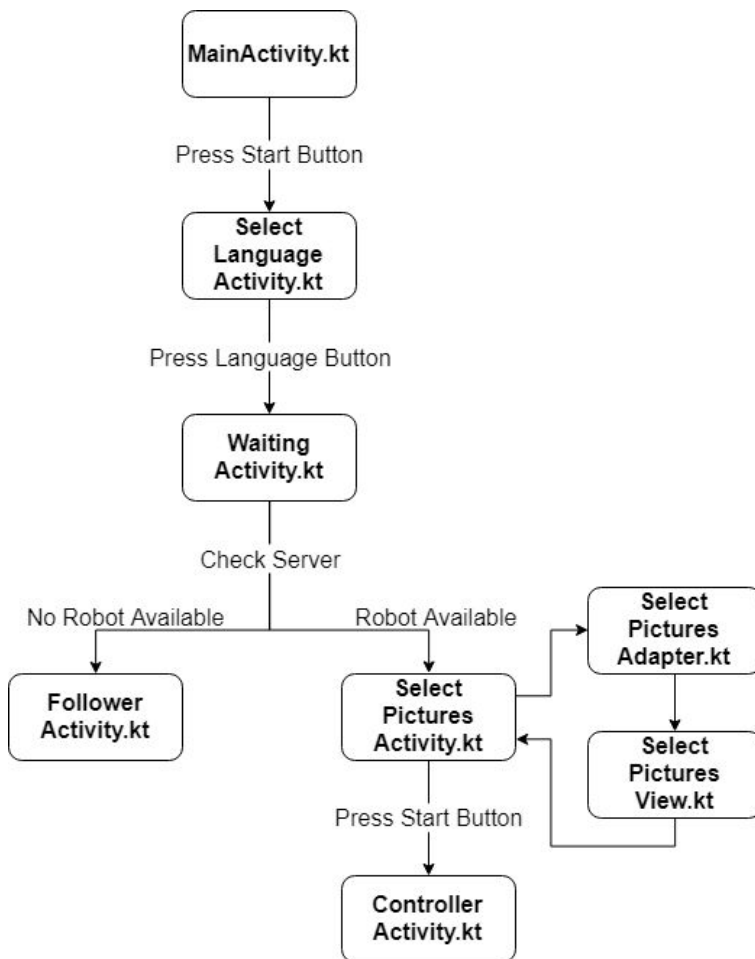 MainActivity.kt
Press Start Button
Select
Language
Activity.kt
Press Language Button
Waiting
Activity.kt
Check Server
No Robot Available
Robot Available
Follower
Activity.kt
Select
Pictures
Activity.kt
Select
Pictures
Adapter.kt
Select
Pictures
View.kt
Press Start Button
Controller
Activity.kt